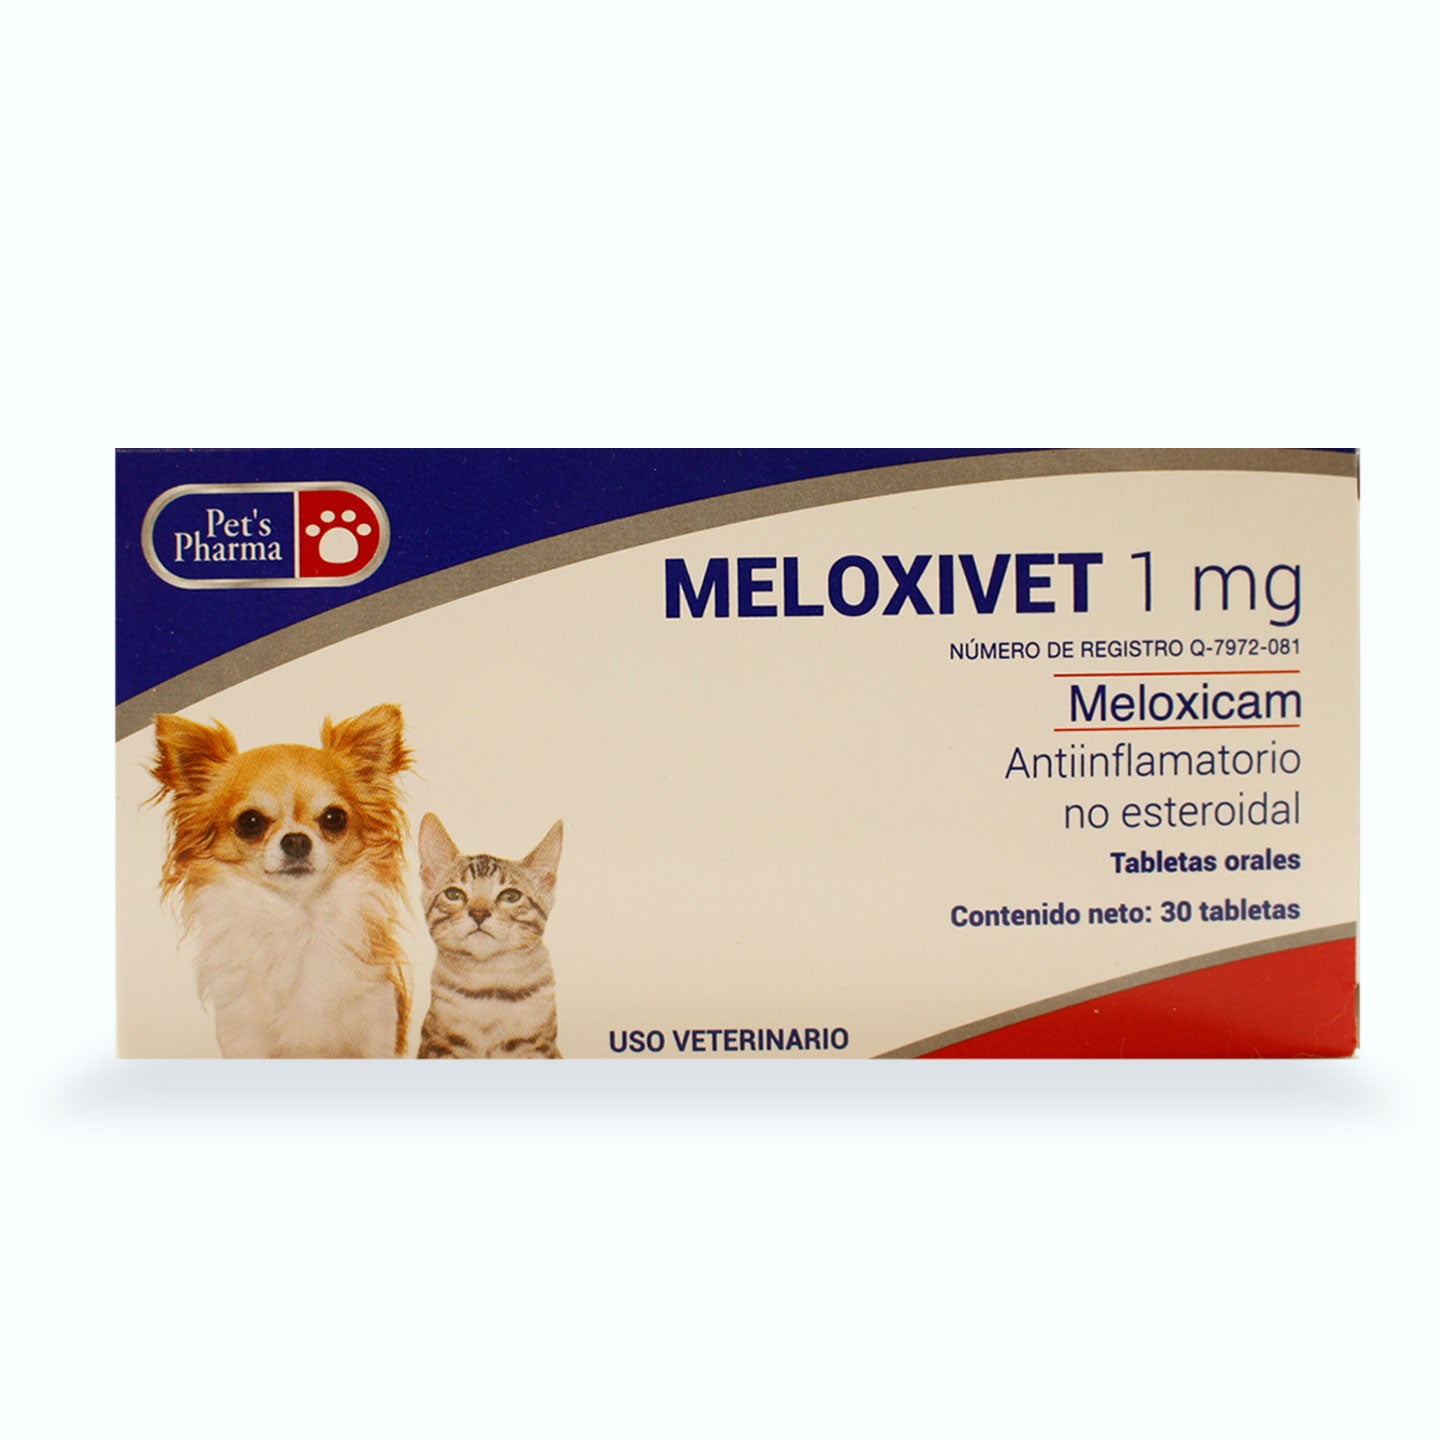 Pet's
Pharma
MELOXIVET 1 mg
NÚMERO DE REGISTRO Q-7972-081
Meloxicam
Antiinflamatorio
no esteroidal
Tabletas orales
Contenido neto: 30 tabletas
USO VETERINARIO